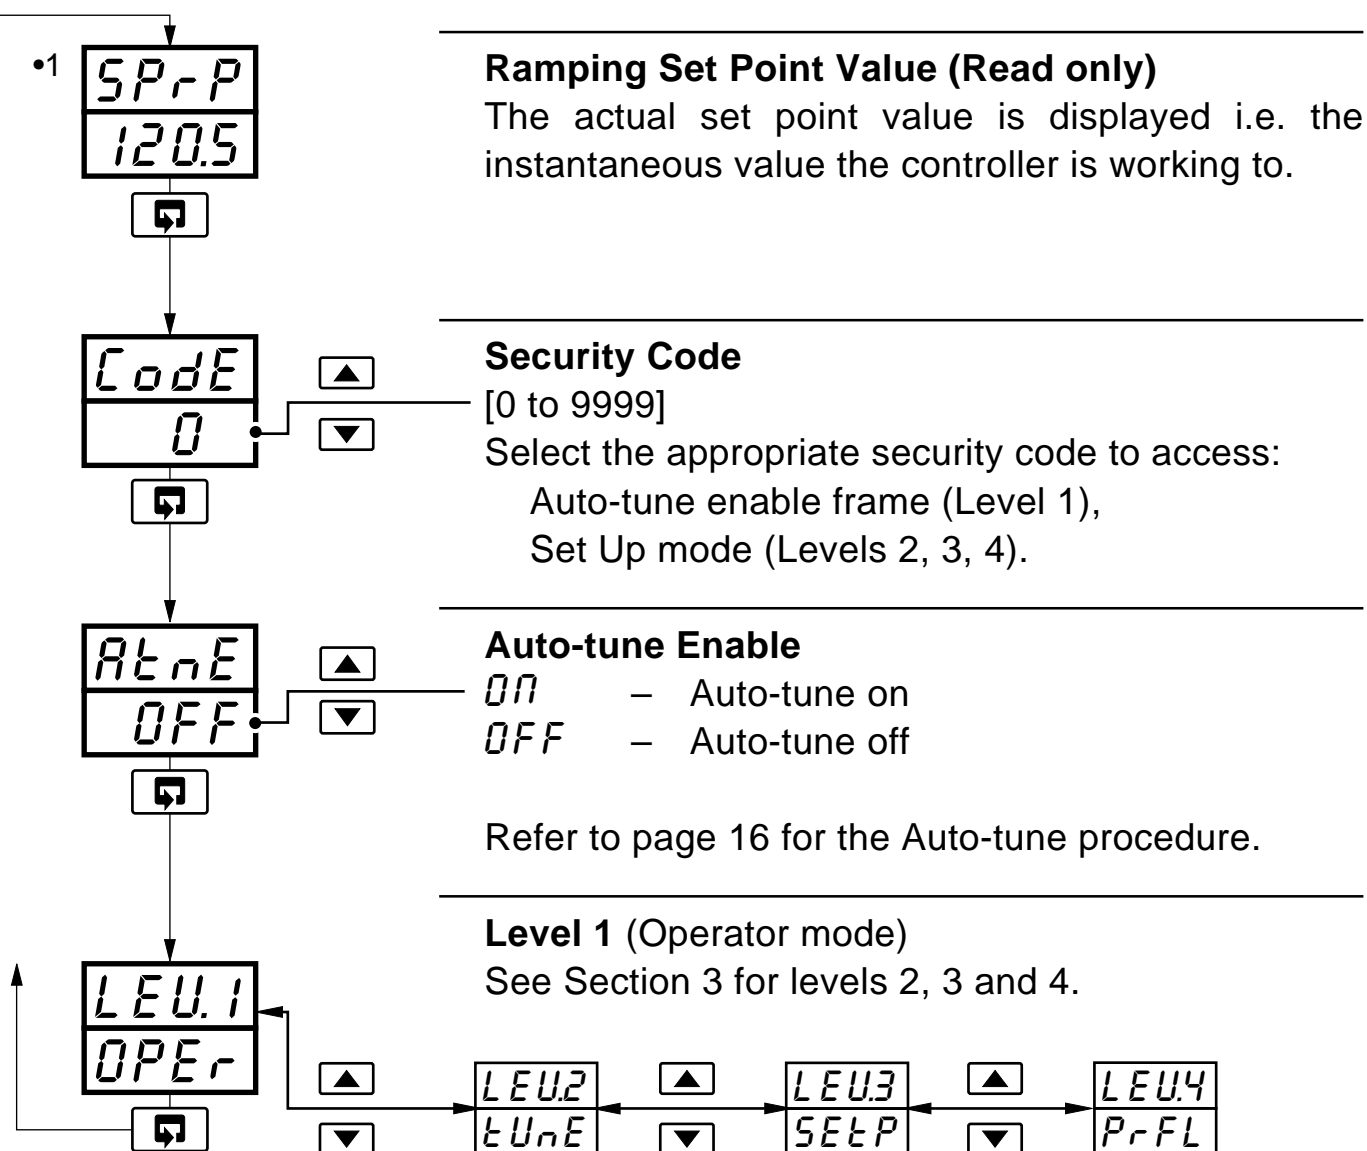 •1
SPrP
120.5
Ramping Set Point Value (Read only)
The actual set point value is displayed i.e. the
instantaneous value the controller is working to.
CodE
0
Security Code
[0 to 9999]
Select the appropriate security code to access:
Auto-tune enable frame (Level 1),
Set Up mode (Levels 2, 3, 4).
AtnE
OFF
Auto-tune Enable
On – Auto-tune on
OFF – Auto-tune off
Refer to page 16 for the Auto-tune procedure.
Level 1 (Operator mode)
See Section 3 for levels 2, 3 and 4.
LEU.1
OPEr
LEU.2
tUnE
LEU.3
SEtP
LEU.4
PrFL